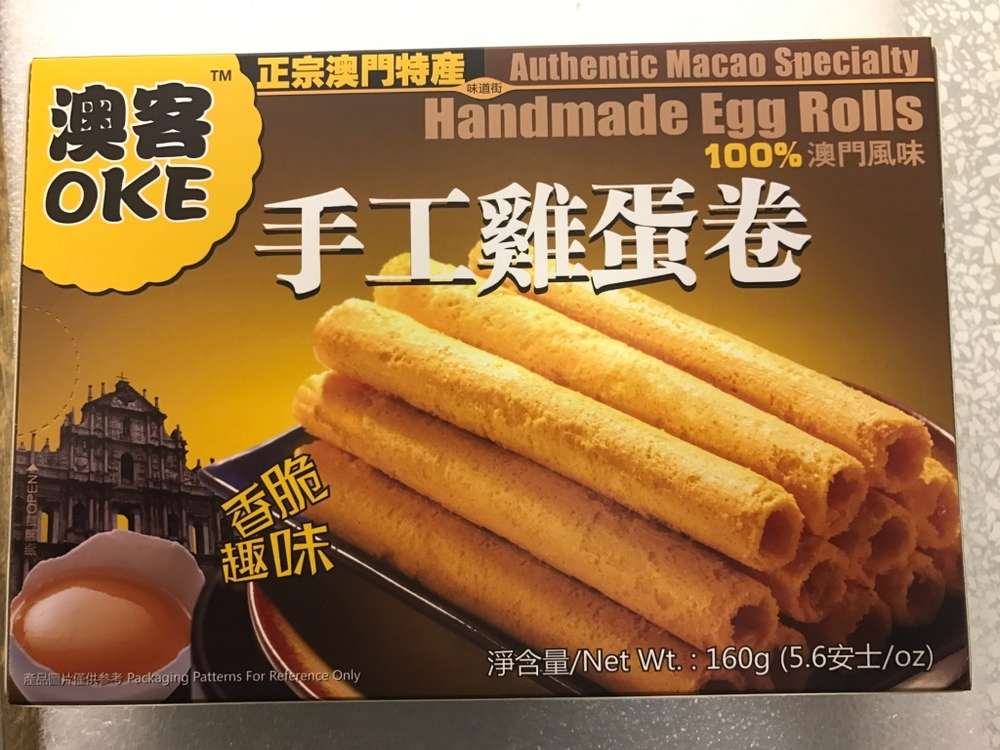 澳客
OKE
TM
正宗澳門特產
味道街
Authentic Macao Specialty
Handmade Egg Rolls
100% 澳門風味
手工雞蛋卷
香脆
趣味
OPEN
淨含量/Net Wt. : 160g (5.6安士/oz)
產品圖片僅供參考 Packaging Patterns For Reference Only